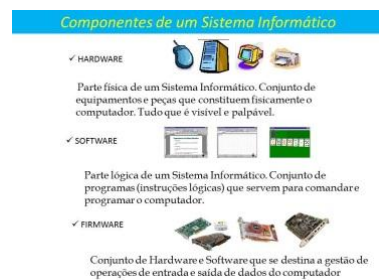 Componentes de um Sistema Informático
✓ HARDWARE
Parte física de um Sistema Informático. Conjunto de
equipamentos e peças que constituem fisicamente o
computador. Tudo que é visível e palpável.
✓ SOFTWARE
Parte lógica de um Sistema Informático. Conjunto de
programas (instruções lógicas) que servem para comandar e
programar o computador.
✓ FIRMWARE
Conjunto de Hardware e Software que se destina a gestão de
operações de entrada e saída de dados do computador